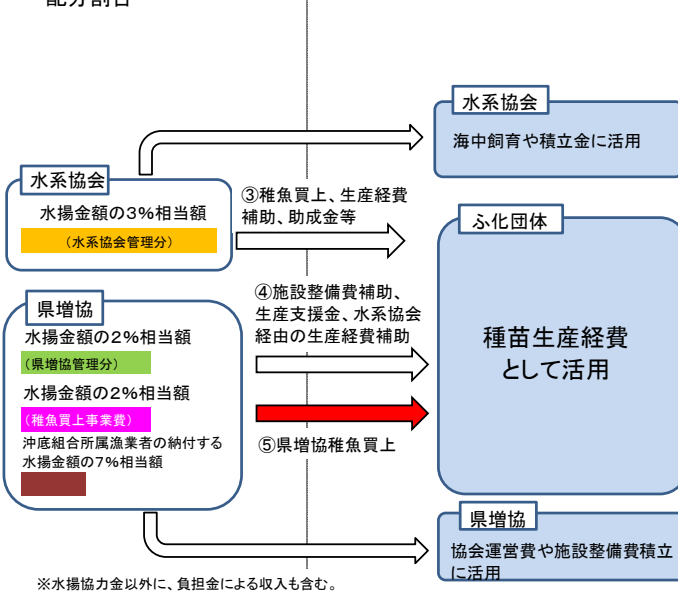 水系協会
海中飼育や積立金に活用
水系協会
水揚金額の3%相当額
(水系協会管理分)
③稚魚買上、生産経費
補助、助成金等
ふ化団体
種苗生産経費
として活用
県増協
水揚金額の2%相当額
(県増協管理分)
水揚金額の2%相当額
(稚魚買上事業費)
沖底組合所属漁業者の納付する
水揚金額の7%相当額
④施設整備費補助、
生産支援金、水系協会
経由の生産経費補助
⑤県増協稚魚買上
県増協
協会運営費や施設整備費積立
に活用
※水揚協力金以外に、負担金による収入も含む。